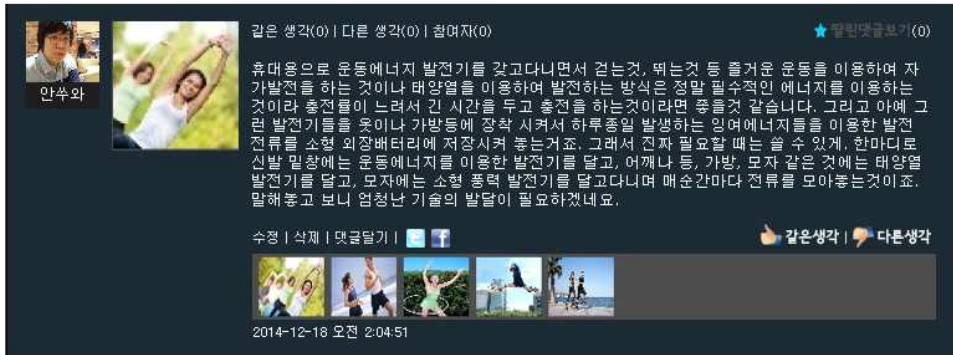 같은 생각(0) | 다른 생각(0) | 참여자(0)
딸린댓글보기(0)
안쑤와
휴대용으로 운동에너지 발전기를 갖고다니면서 걷는것, 뛰는것 등 즐거운 운동을 이용하여 자
가발전을 하는 것이나 태양열을 이용하여 발전하는 방식은 정말 필수적인 에너지를 이용하는
것이라 충전률이 느려서 긴 시간을 두고 충전을 하는것이라면 좋을것 같습니다. 그리고 아예 그
런 발전기들을 옷이나 가방등에 장착 시켜서 하루종일 발생하는 잉여에너지들을 이용한 발전
전류를 소형 외장배터리에 저장시켜 놓는거죠. 그래서 진짜 필요할 때는 쓸 수 있게. 한마디로
신발 밑창에는 운동에너지를 이용한 발전기를 달고, 어깨나 등, 가방, 모자 같은 것에는 태양열
발전기를 달고, 모자에는 소형 풍력 발전기를 달고다니며 매순간마다 전류를 모아놓는것이죠.
말해놓고 보니 엄청난 기술의 발달이 필요하겠네요.
수정 | 삭제 | 댓글달기 |
같은생각 | 다른생각
2014-12-18 오전 2:04:51